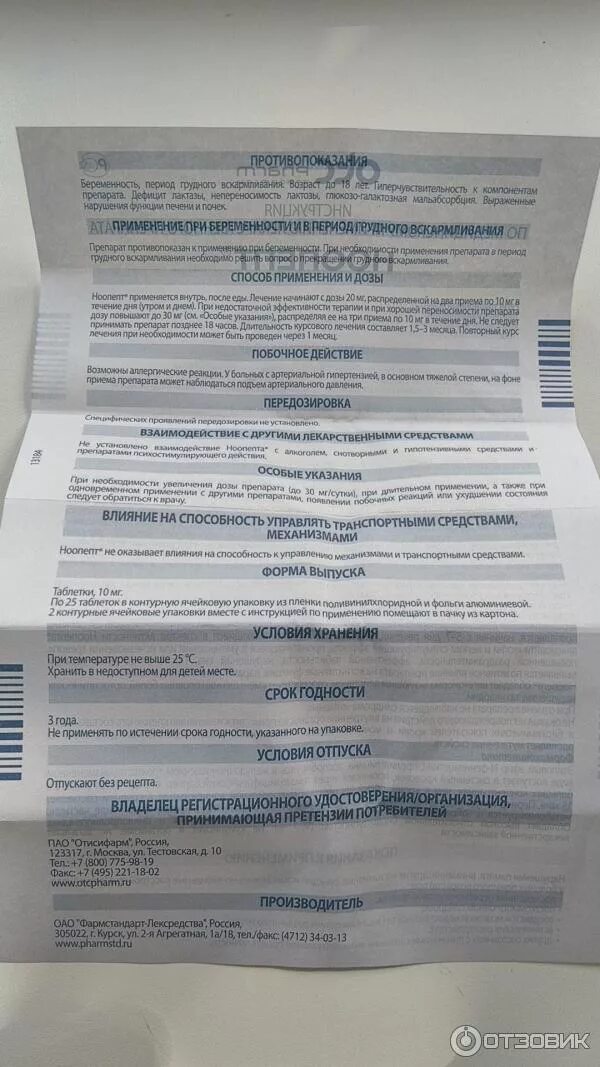 ПРОТИВОПОКАЗАНИЯ
Беременность, период грудного вскармливания. Возраст до 18 лет. Гиперчувствительность к компонентам
препарата. Дефицит лактазы, непереносимость лактозы, глюкозо-галактозная мальабсорбция. Выраженные
нарушения функции печени и почек.
ПРИМЕНЕНИЕ ПРИ БЕРЕМЕННОСТИ И В ПЕРИОД ГРУДНОГО ВСКАРМЛИВАНИЯ
Препарат противопоказан к применению при беременности. При необходимости применения препарата в период
грудного вскармливания необходимо решить вопрос о прекращении грудного вскармливания.
СПОСОБ ПРИМЕНЕНИЯ И ДОЗЫ
Ноопепт® применяется внутрь, после еды. Лечение начинают с дозы 20 мг, распределенной на два приема по 10 мг в
течение дня (утром и днем). При недостаточной эффективности терапии и при хорошей переносимости препарата
дозу повышают до 30 мг (см. «Особые указания»), распределяя ее на три приема по 10 мг в течение дня. Не следует
принимать препарат позднее 18 часов. Длительность курсового лечения составляет 1,5–3 месяца. Повторный курс
лечения при необходимости может быть проведен через 1 месяц.
ПОБОЧНОЕ ДЕЙСТВИЕ
Возможны аллергические реакции. У больных с артериальной гипертензией, в основном тяжелой степени, на фоне
приема препарата может наблюдаться подъем артериального давления.
ПЕРЕДОЗИРОВКА
Специфических проявлений передозировки не установлено.
ВЗАИМОДЕЙСТВИЕ С ДРУГИМИ ЛЕКАРСТВЕННЫМИ СРЕДСТВАМИ
Не установлено взаимодействие Ноопепта® с алкоголем, снотворными и гипотензивными средствами и
препаратами психостимулирующего действия.
13184
ОСОБЫЕ УКАЗАНИЯ
При необходимости увеличения дозы препарата (до 30 мг/сутки), при длительном применении, а также при
одновременном применении с другими препаратами, появлении побочных реакций или ухудшении состояния
следует обратиться к врачу.
ВЛИЯНИЕ НА СПОСОБНОСТЬ УПРАВЛЯТЬ ТРАНСПОРТНЫМИ СРЕДСТВАМИ,
МЕХАНИЗМАМИ
Ноопепт® не оказывает влияния на способность к управлению механизмами и транспортными средствами.
ФОРМА ВЫПУСКА
Таблетки, 10 мг.
По 25 таблеток в контурную ячейковую упаковку из пленки поливинилхлоридной и фольги алюминиевой.
2 контурные ячейковые упаковки вместе с инструкцией по применению помещают в пачку из картона.
УСЛОВИЯ ХРАНЕНИЯ
При температуре не выше 25 °С.
Хранить в недоступном для детей месте.
СРОК ГОДНОСТИ
3 года.
Не применять по истечении срока годности, указанного на упаковке.
УСЛОВИЯ ОТПУСКА
Отпускают без рецепта.
ВЛАДЕЛЕЦ РЕГИСТРАЦИОННОГО УДОСТОВЕРЕНИЯ/ОРГАНИЗАЦИЯ,
ПРИНИМАЮЩАЯ ПРЕТЕНЗИИ ПОТРЕБИТЕЛЕЙ
ПАО "Отисифарм", Россия,
123317, г. Москва, ул. Тестовская, д. 10
Тел.: +7 (800) 775-98-19
Факс: +7 (495) 221-18-02
www.otcpharm.ru
ПРОИЗВОДИТЕЛЬ
ОАО "Фармстандарт-Лексредства", Россия,
305022, г. Курск, ул. 2-я Агрегатная, 1а/18, тел./факс: (4712) 34-03-13
www.pharmstd.ru
ОТЗОВИК